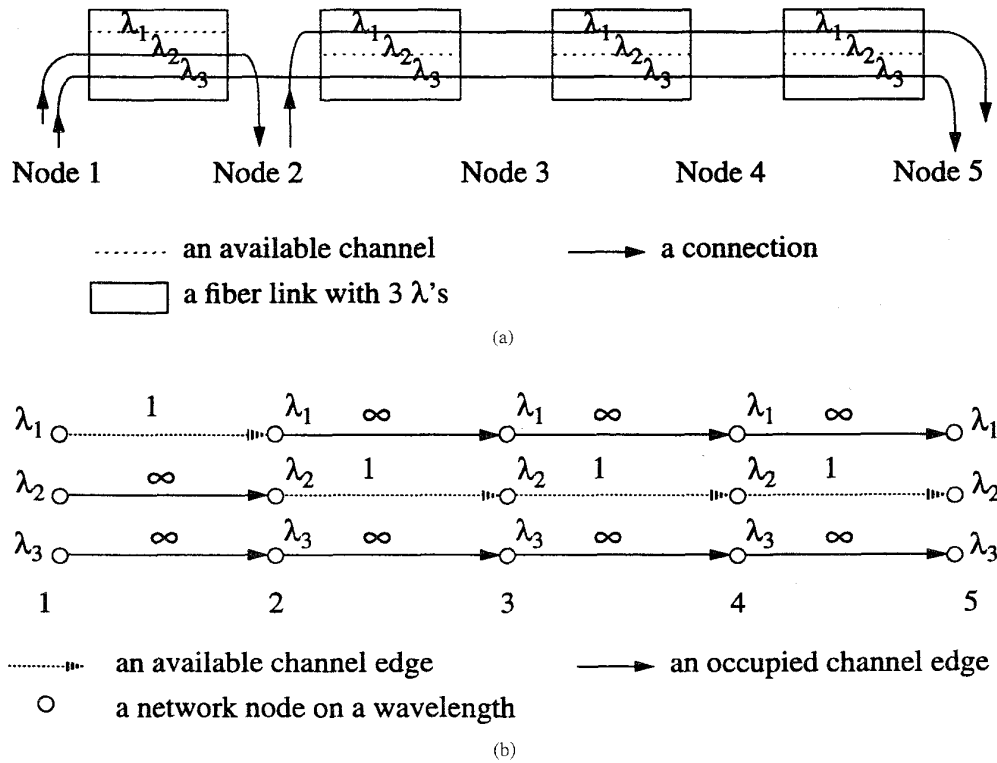 λ1 λ1 λ1 λ1
λ2 λ2 λ2 λ2
λ3 λ3 λ3 λ3
Node 1 Node 2 Node 3 Node 4 Node 5
an available channel a connection
a fiber link with 3 λ's
(a)
λ1 1 λ1 ∞ λ1 ∞ λ1 ∞ λ1
λ2 ∞ λ2 1 λ2 1 λ2 1 λ2
λ3 ∞ λ3 ∞ λ3 ∞ λ3 ∞ λ3
1 2 3 4 5
an available channel edge an occupied channel edge
a network node on a wavelength
(b)